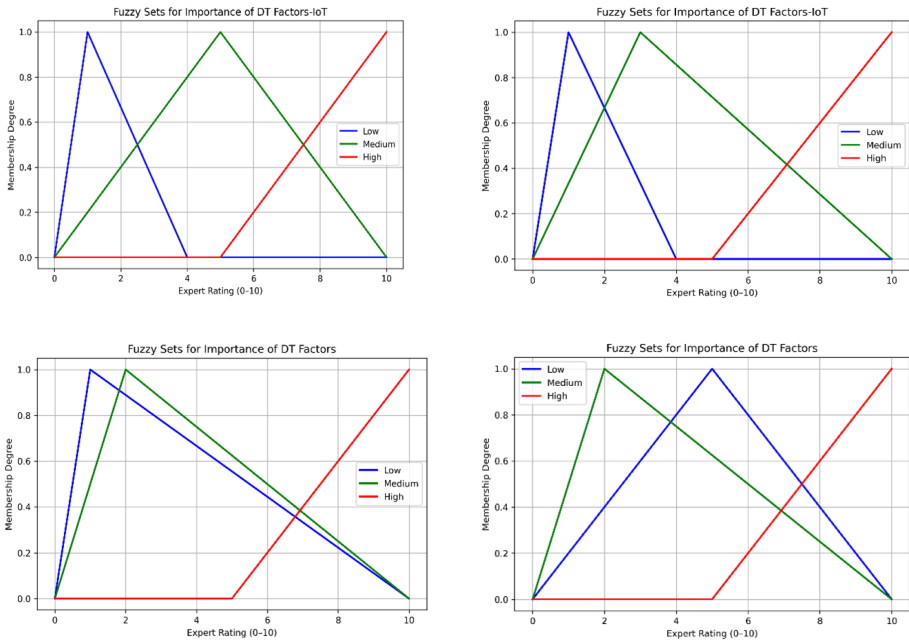 Fuzzy Sets for Importance of DT Factors-IoT
1.0
0.8
0.6
0.4
0.2
0.0
Membership Degree
Low
Medium
High
0 2 4 6 8 10
Expert Rating (0–10)
Fuzzy Sets for Importance of DT Factors-IoT
1.0
0.8
0.6
0.4
0.2
0.0
Membership Degree
Low
Medium
High
0 2 4 6 8 10
Expert Rating (0–10)
Fuzzy Sets for Importance of DT Factors
1.0
0.8
0.6
0.4
0.2
0.0
Membership Degree
Low
Medium
High
0 2 4 6 8 10
Expert Rating (0–10)
Fuzzy Sets for Importance of DT Factors
1.0
0.8
0.6
0.4
0.2
0.0
Membership Degree
Low
Medium
High
0 2 4 6 8 10
Expert Rating (0–10)